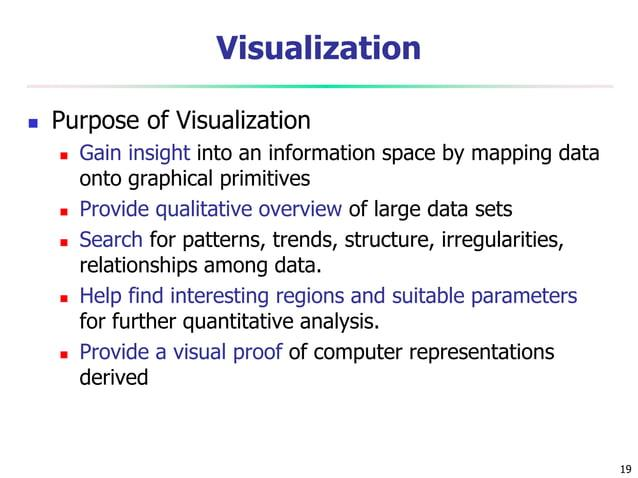 Visualization
Purpose of Visualization
Gain insight into an information space by mapping data
onto graphical primitives
Provide qualitative overview of large data sets
Search for patterns, trends, structure, irregularities,
relationships among data.
Help find interesting regions and suitable parameters
for further quantitative analysis.
Provide a visual proof of computer representations
derived
19